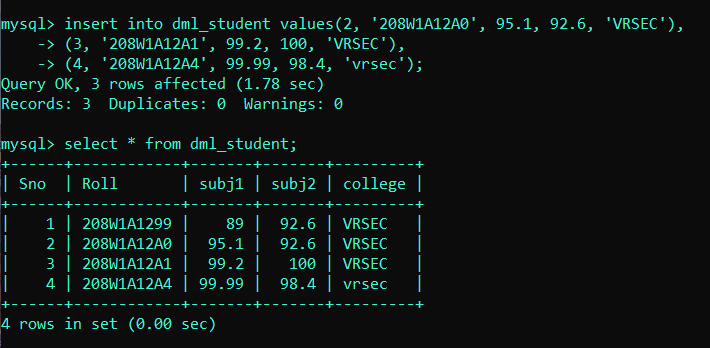 mysql> insert into dml_student values(2, '208W1A12A0', 95.1, 92.6, 'VRSEC'),
    -> (3, '208W1A12A1', 99.2, 100, 'VRSEC'),
    -> (4, '208W1A12A4', 99.99, 98.4, 'vrsec');
Query OK, 3 rows affected (1.78 sec)
Records: 3  Duplicates: 0  Warnings: 0

mysql> select * from dml_student;
+------+------------+-------+-------+---------+
| Sno  | Roll       | subj1 | subj2 | college |
+------+------------+-------+-------+---------+
|    1 | 208W1A1299 |    89 |  92.6 | VRSEC   |
|    2 | 208W1A12A0 |  95.1 |  92.6 | VRSEC   |
|    3 | 208W1A12A1 |  99.2 |   100 | VRSEC   |
|    4 | 208W1A12A4 | 99.99 |  98.4 | vrsec   |
+------+------------+-------+-------+---------+
4 rows in set (0.00 sec)